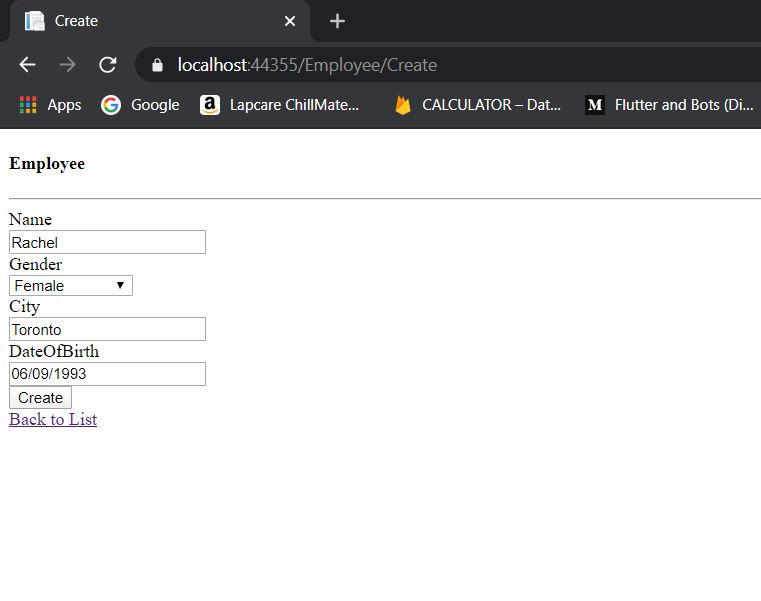 Create
localhost:44355/Employee/Create
Apps Google Lapcare ChillMate... CALCULATOR – Dat... M Flutter and Bots (Di...
Employee
Name
Rachel
Gender
Female
City
Toronto
DateOfBirth
06/09/1993
Create
Back to List